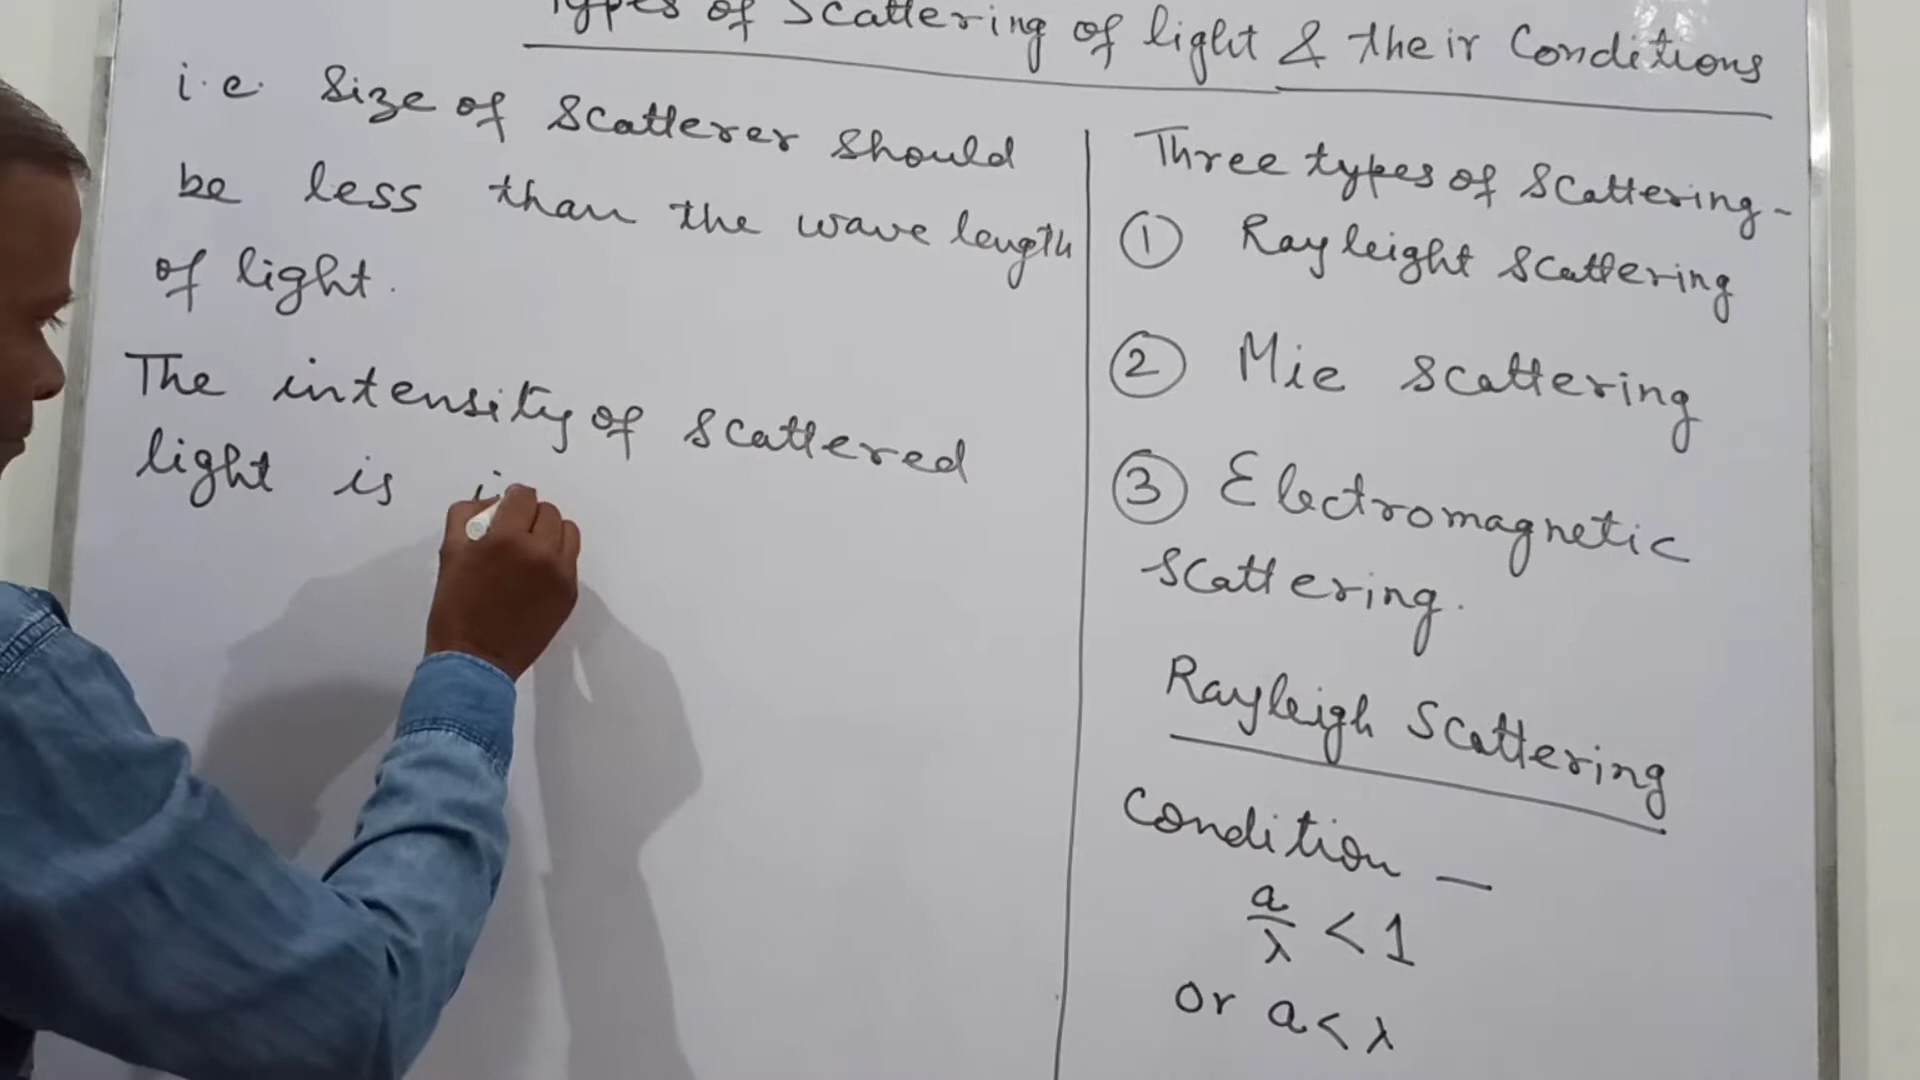 Types of Scattering of light & their Conditions
i.e. Size of Scatterer should
be less than the wave length
of light.
The intensity of scattered
light is i
Three types of Scattering-
① Rayleight Scattering
② Mie scattering
③ Electromagnetic
Scattering.
Rayleigh Scattering
Condition —
a/λ < 1
or a < λ